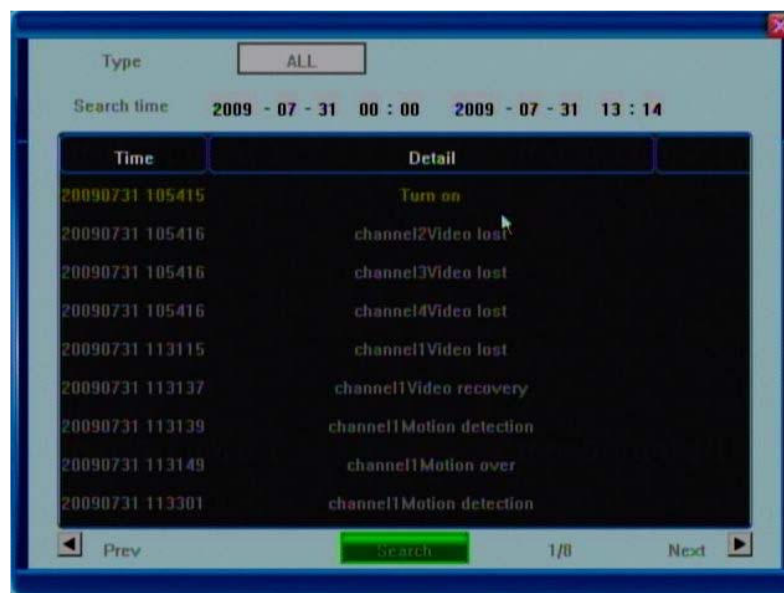 Type ALL
Search time 2009 - 07 - 31 00 : 00 2009 - 07 - 31 13 : 14
Time Detail
20090731 105415 Turn on
20090731 105416 channel2Video lost
20090731 105416 channel3Video lost
20090731 105416 channel4Video lost
20090731 113115 channel1Video lost
20090731 113137 channel1Video recovery
20090731 113139 channel1Motion detection
20090731 113149 channel1Motion over
20090731 113301 channel1Motion detection
Prev Search 1/8 Next